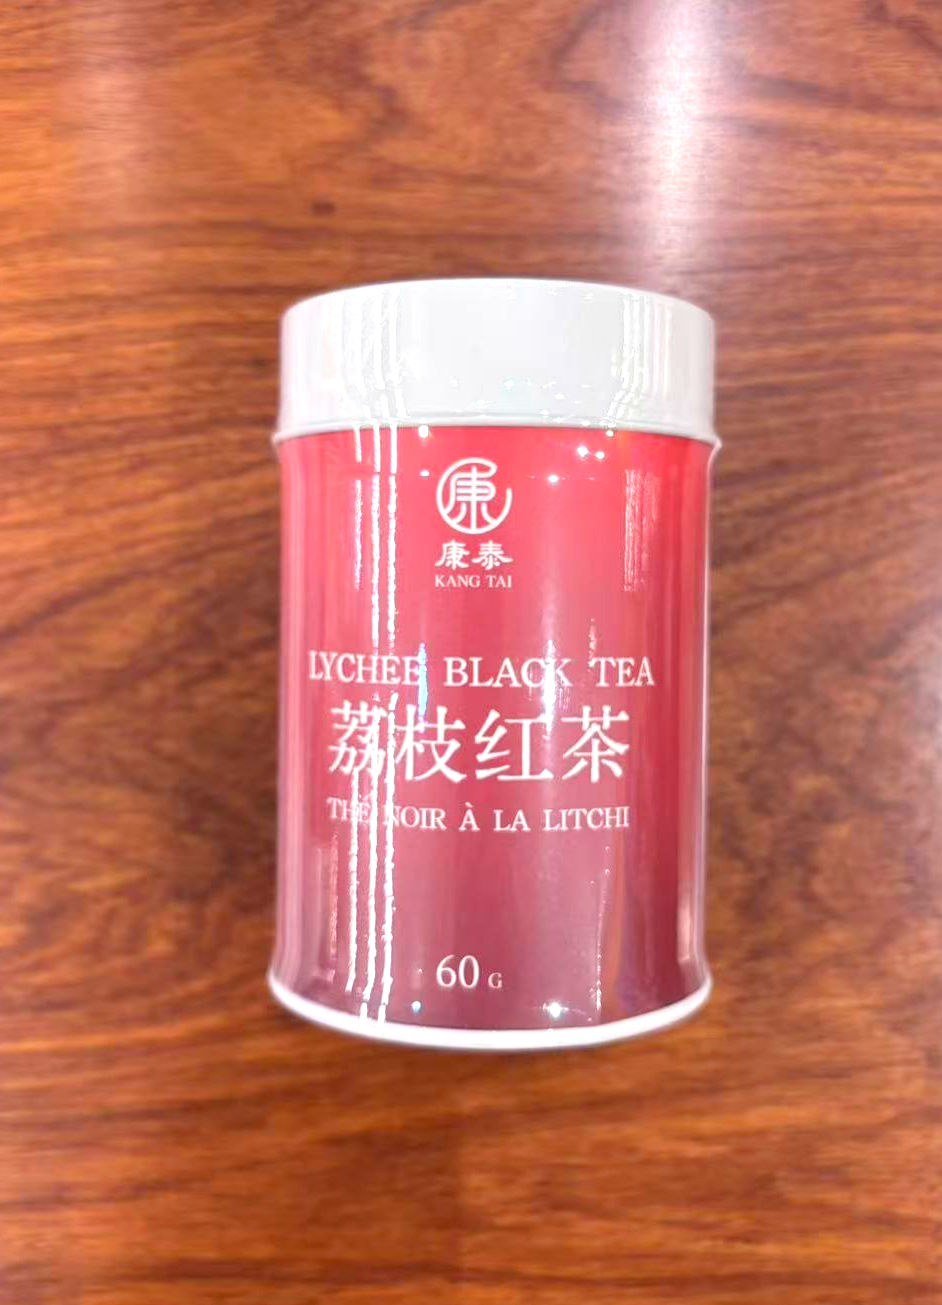 康
康泰
KANG TAI
LYCHEE BLACK TEA
荔枝红茶
THÉ NOIR À LA LITCHI
60 G